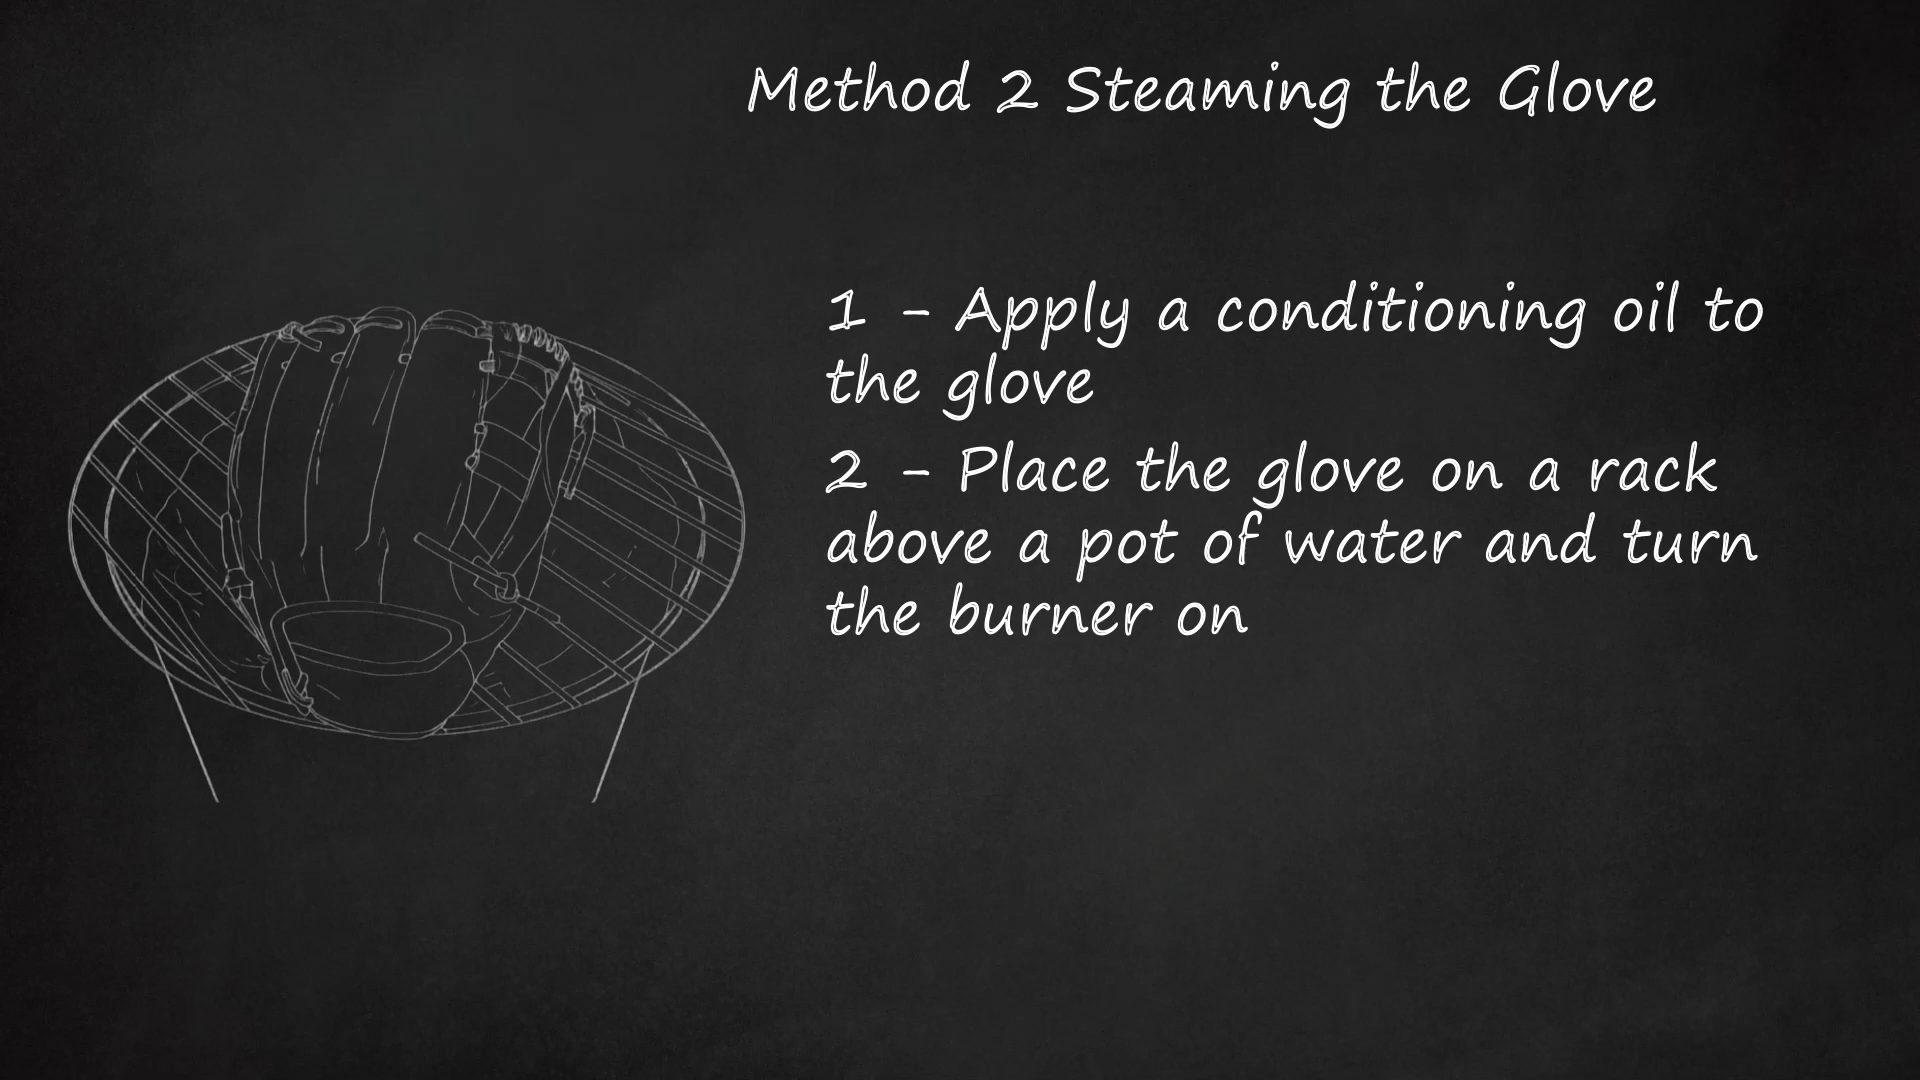 Method 2 Steaming the Glove
1 - Apply a conditioning oil to
the glove
2 - Place the glove on a rack
above a pot of water and turn
the burner on